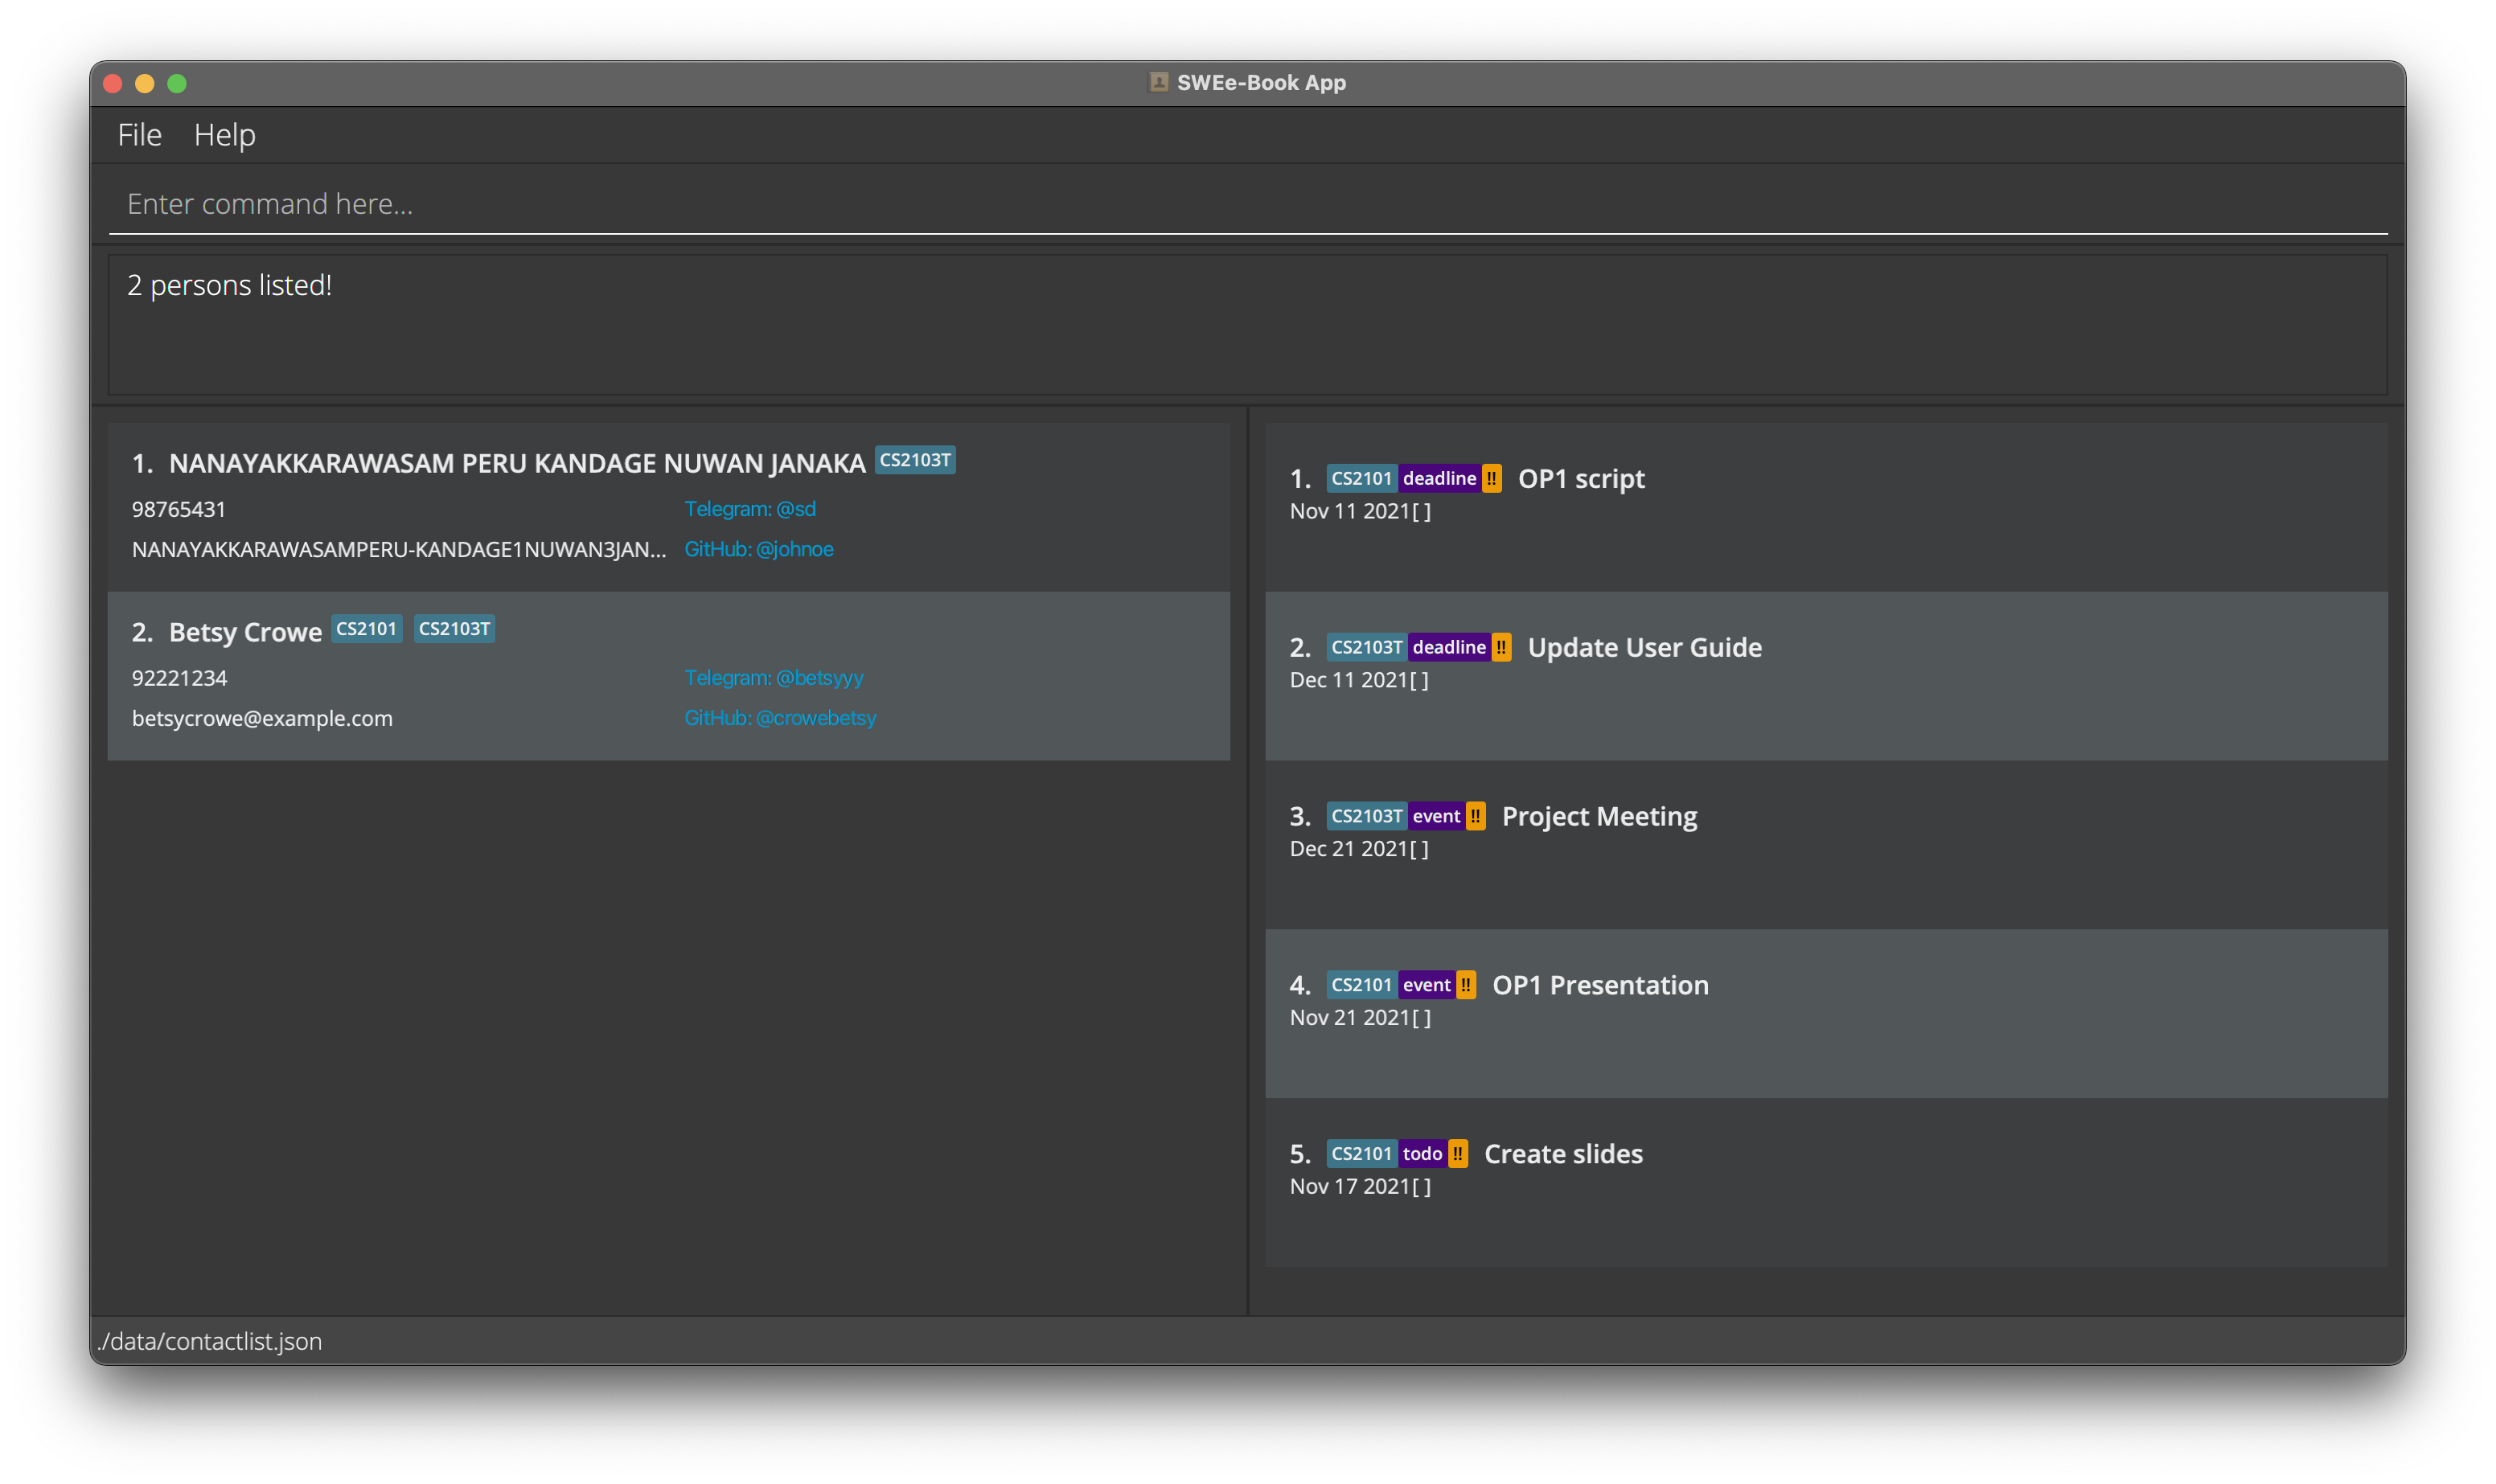 SWEe-Book App
File Help
Enter command here...
2 persons listed!
1. NANAYAKKARAWASAM PERU KANDAGE NUWAN JANAKA CS2103T
98765431 Telegram: @sd
NANAYAKKARAWASAMPERU-KANDAGE1NUWAN3JAN... GitHub: @johnoe
2. Betsy Crowe CS2101 CS2103T
92221234 Telegram: @betsyyy
betsycrowe@example.com GitHub: @crowebetsy
1. CS2101 deadline !! OP1 script
Nov 11 2021[ ]
2. CS2103T deadline !! Update User Guide
Dec 11 2021[ ]
3. CS2103T event !! Project Meeting
Dec 21 2021[ ]
4. CS2101 event !! OP1 Presentation
Nov 21 2021[ ]
5. CS2101 todo !! Create slides
Nov 17 2021[ ]
./data/contactlist.json